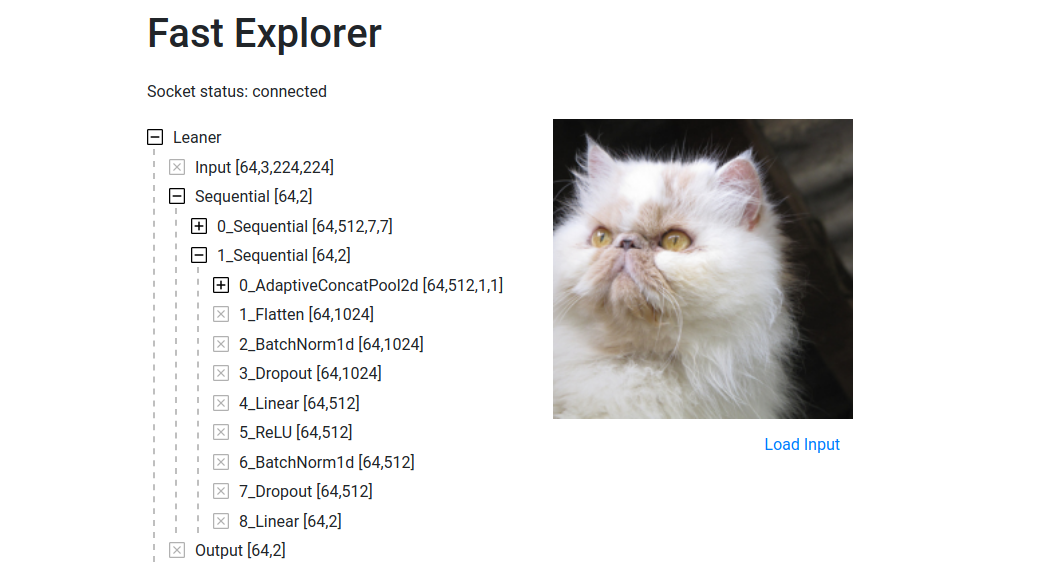 Fast Explorer
Socket status: connected
Leaner
Input [64,3,224,224]
Sequential [64,2]
0_Sequential [64,512,7,7]
1_Sequential [64,2]
0_AdaptiveConcatPool2d [64,512,1,1]
1_Flatten [64,1024]
2_BatchNorm1d [64,1024]
3_Dropout [64,1024]
4_Linear [64,512]
5_ReLU [64,512]
6_BatchNorm1d [64,512]
7_Dropout [64,512]
8_Linear [64,2]
Output [64,2]
Load Input